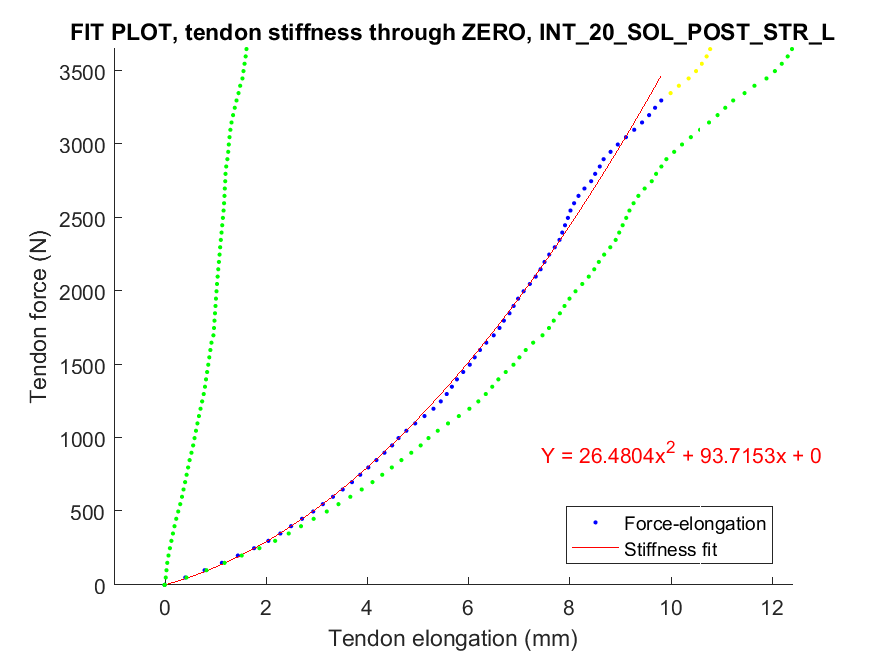 FIT PLOT, tendon stiffness through ZERO, INT_20_SOL_POST_STR_L
3500
3000
2500
2000
1500
1000
500
0
Tendon force (N)
Y = 26.4804x² + 93.7153x + 0
Force-elongation
Stiffness fit
0 2 4 6 8 10 12
Tendon elongation (mm)